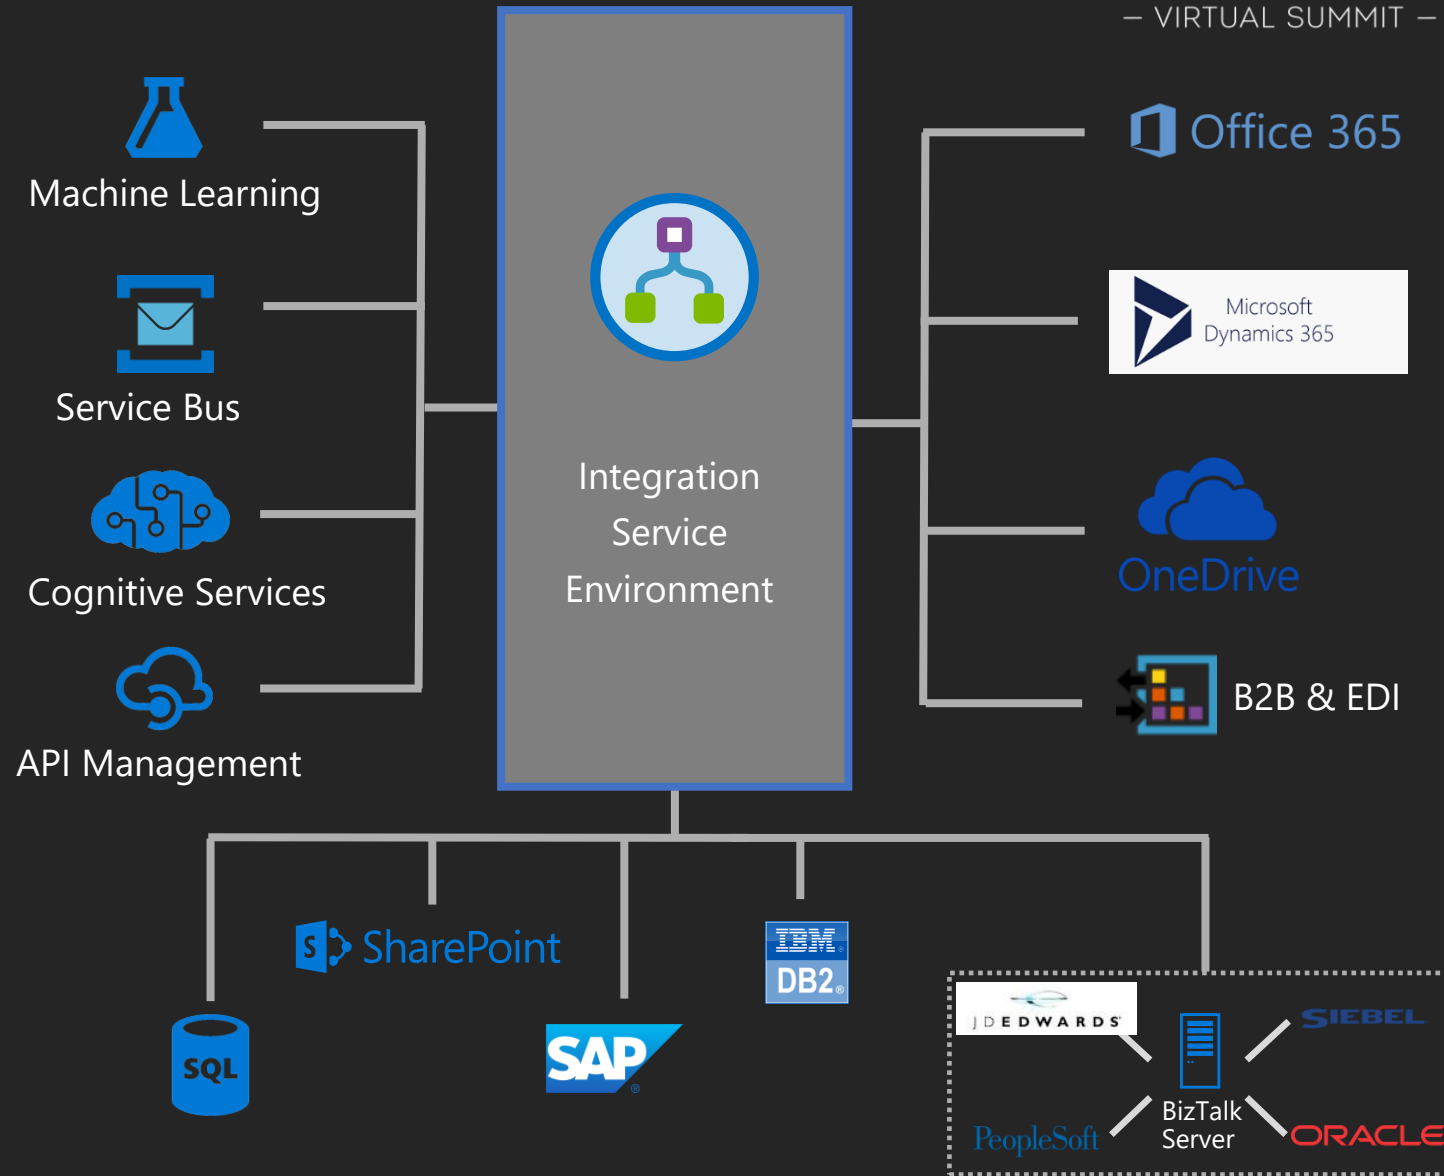 — VIRTUAL SUMMIT —
Machine Learning
Service Bus
Cognitive Services
API Management
Integration
Service
Environment
Office 365
Microsoft
Dynamics 365
OneDrive
B2B & EDI
SQL
S SharePoint
SAP
IBM
DB2
JDEDWARDS
SIEBEL
BizTalk
Server
PeopleSoft
ORACLE